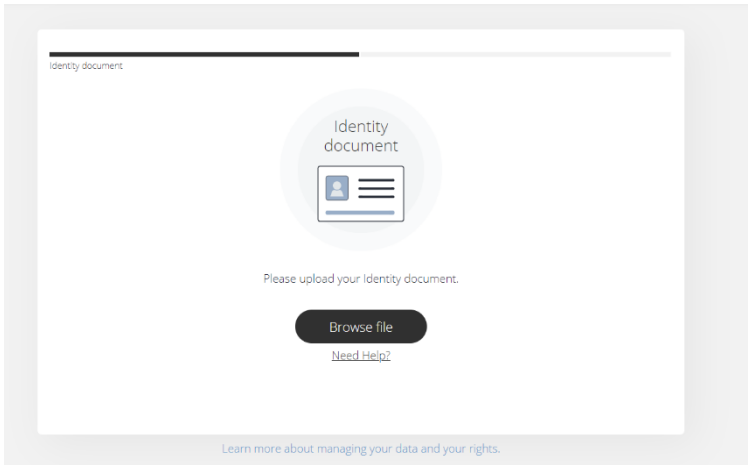 Identity document
Identity
document
Please upload your Identity document.
Browse file
Need Help?
Learn more about managing your data and your rights.